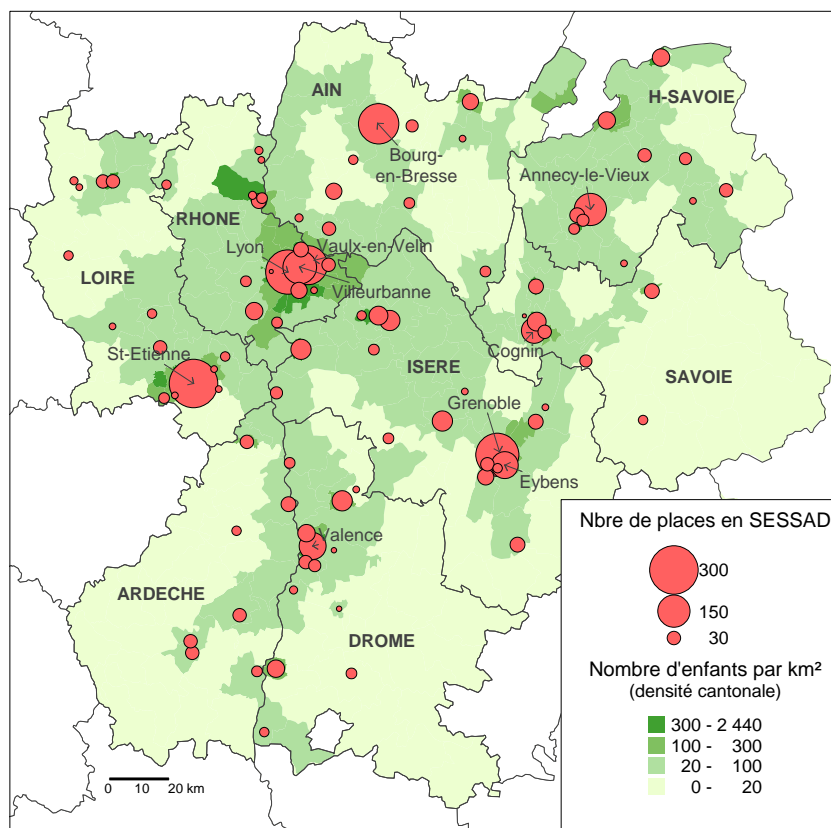 AIN
H-SAVOIE
Bourg-
en-Bresse
Annecy-le-Vieux
RHONE
Lyon
Vaulx-en-Velin
LOIRE
Villeurbanne
St-Etienne
ISERE
Cognin
SAVOIE
Grenoble
Eybens
Valence
ARDECHE
DROME
Nbre de places en SESSAD
300
150
30
Nombre d'enfants par km²
(densité cantonale)
300 - 2 440
100 - 300
20 - 100
0 - 20
0 10 20 km